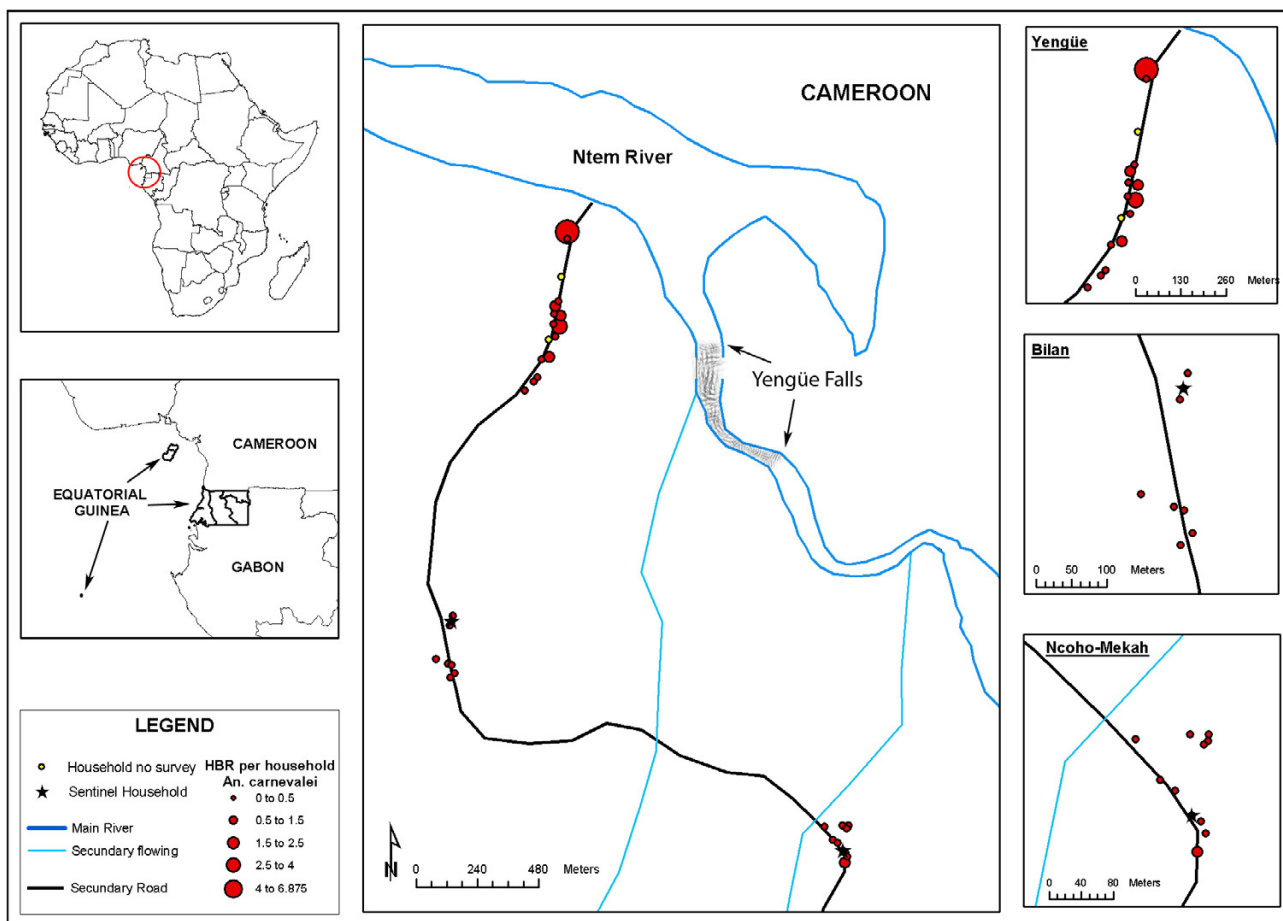 CAMEROON
Ntem River
Yengüe Falls
N
0 240 480
Meters
CAMEROON
EQUATORIAL
GUINEA
GABON
LEGEND
Household no survey
Sentinel Household
Main River
Secundary flowing
Secundary Road
HBR per household
An. carnevalei
0 to 0.5
0.5 to 1.5
1.5 to 2.5
2.5 to 4
4 to 6.875
Yengüe
0 130 260 Meters
Bilan
0 50 100 Meters
Ncoho-Mekah
0 40 80 Meters